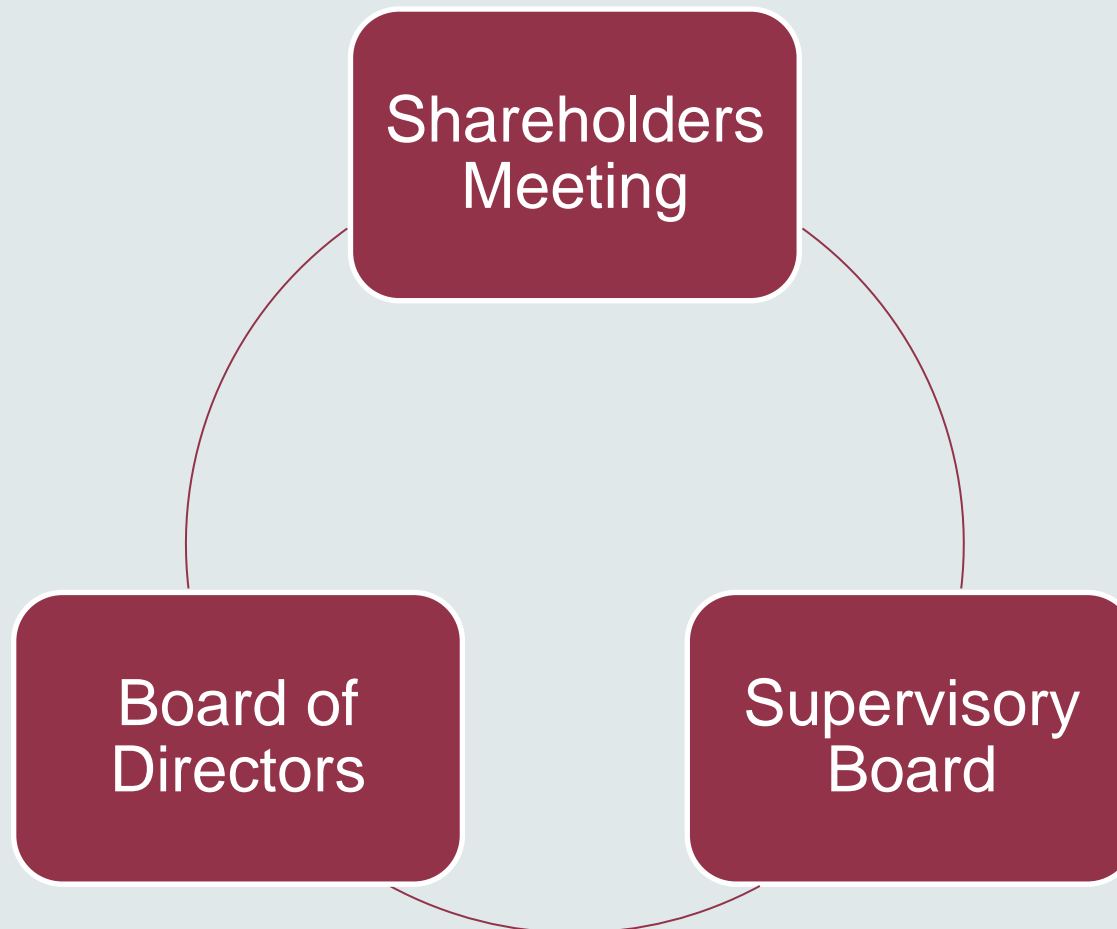 Shareholders
Meeting
Board of
Directors
Supervisory
Board